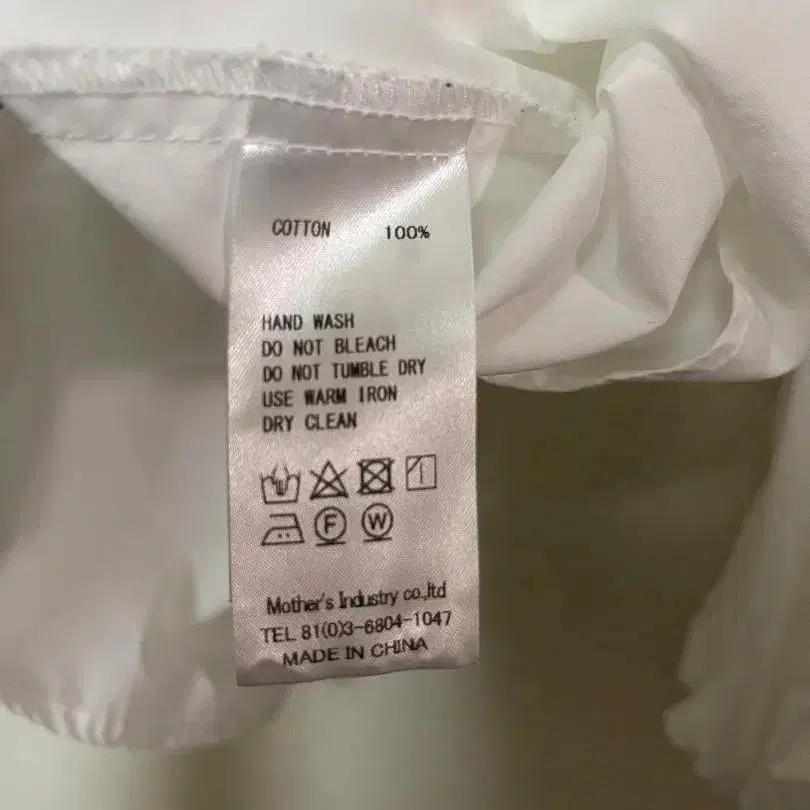 COTTON 100%
HAND WASH
DO NOT BLEACH
DO NOT TUMBLE DRY
USE WARM IRON
DRY CLEAN
F W
Mother's Industry co.,ltd
TEL 81(0)3-6804-1047
MADE IN CHINA